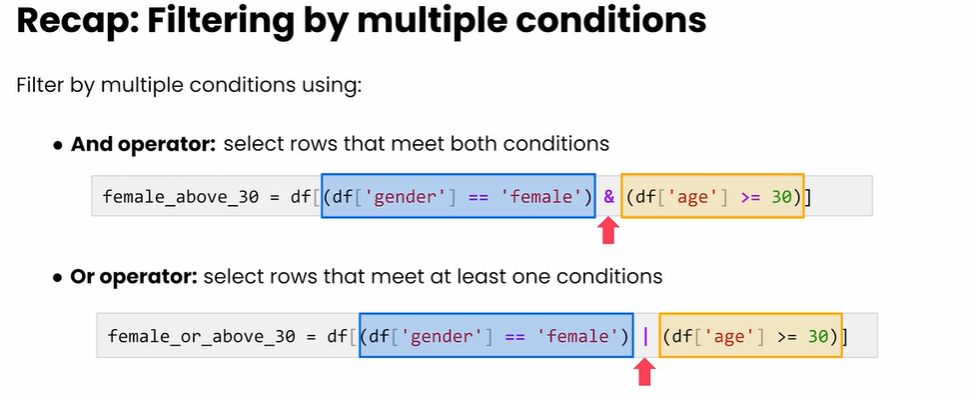 Recap: Filtering by multiple conditions
Filter by multiple conditions using:
• And operator: select rows that meet both conditions
female_above_30 = df[(df['gender'] == 'female') & (df['age'] >= 30)]
• Or operator: select rows that meet at least one conditions
female_or_above_30 = df[(df['gender'] == 'female') | (df['age'] >= 30)]